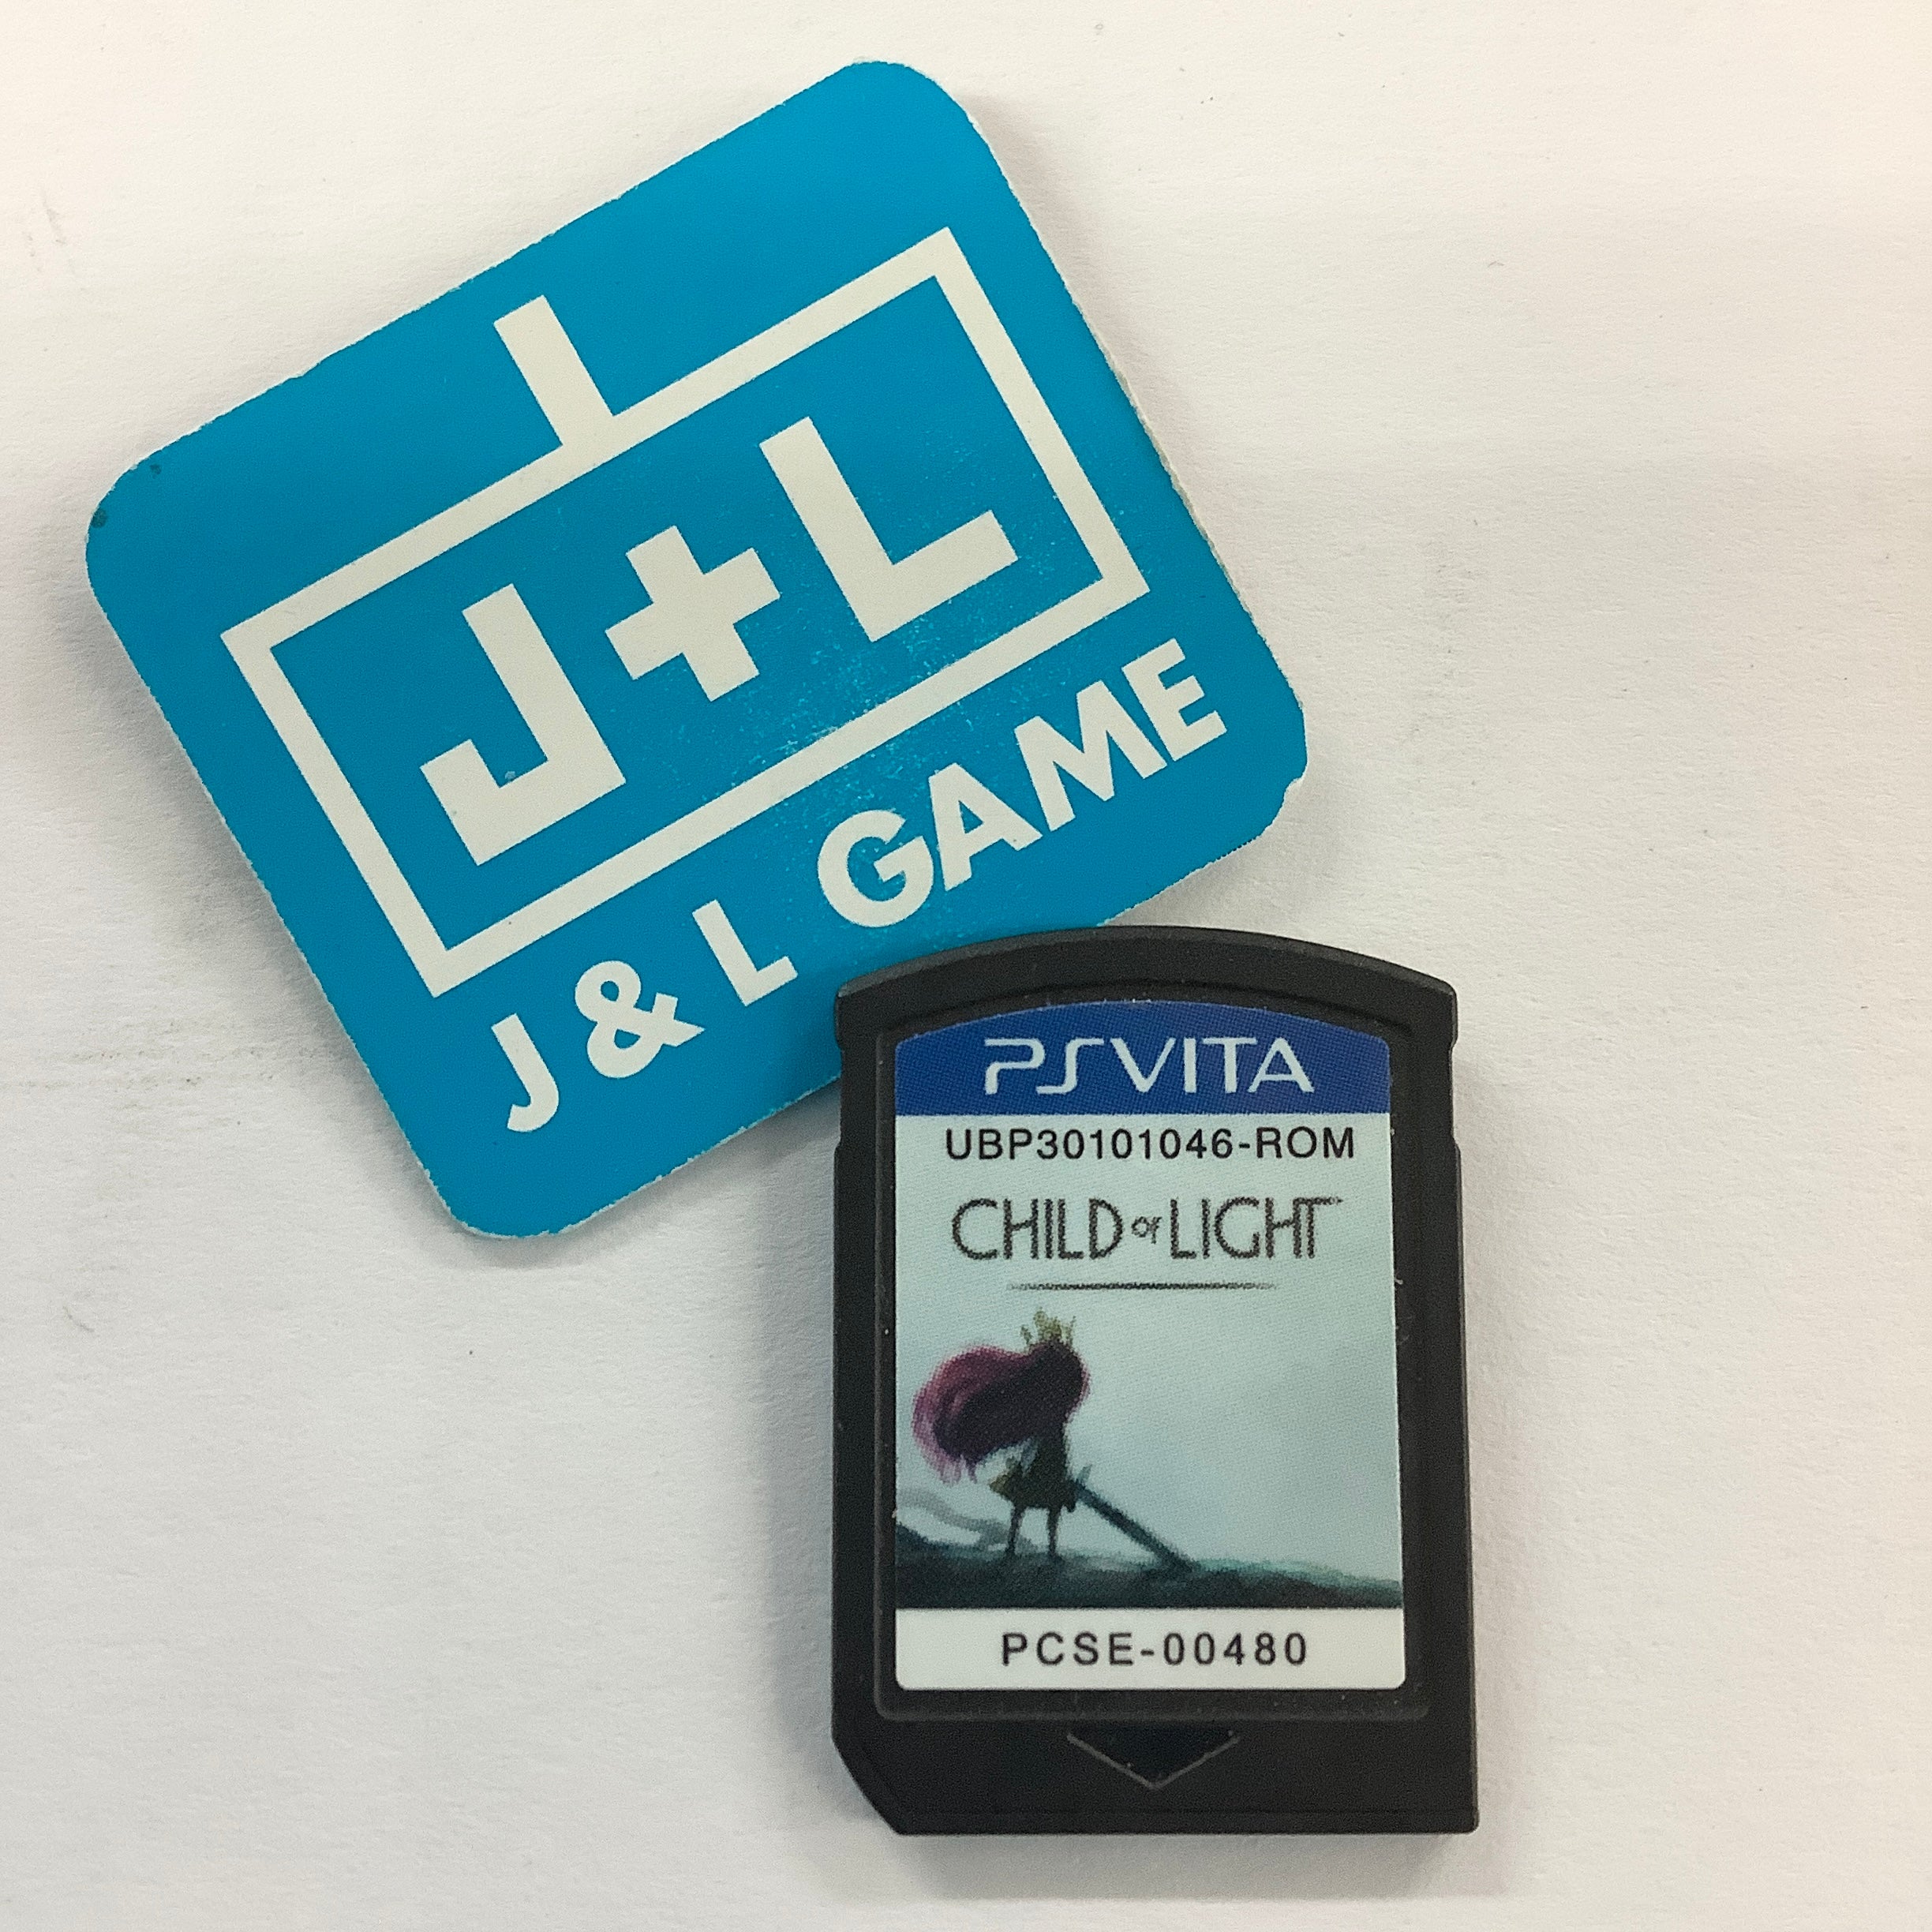 J+L
J & L GAME
PSVITA
UBP30101046-ROM
CHILD OF LIGHT
PCSE-00480